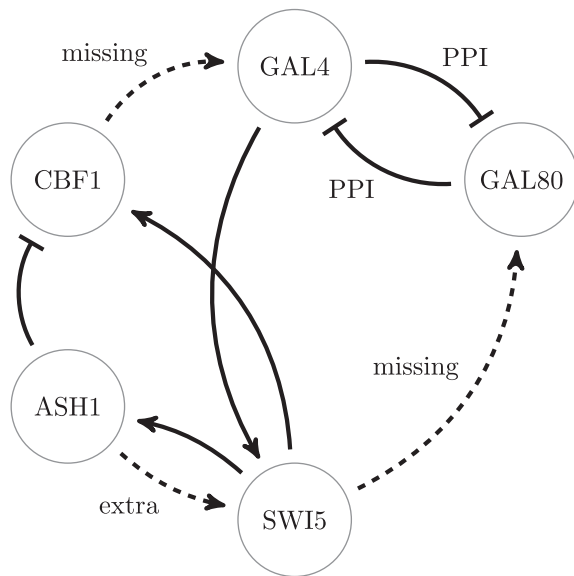 missing
GAL4
PPI
CBF1
PPI
GAL80
missing
ASH1
extra
SWI5